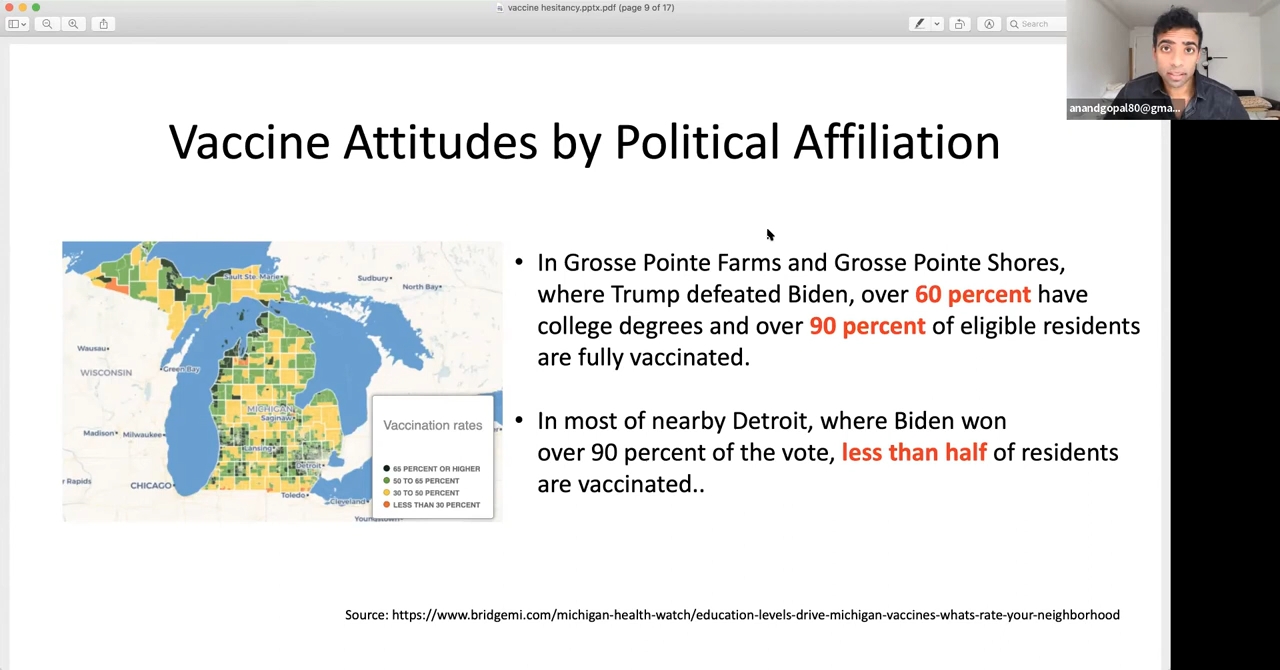 vaccine hesitancy.pptx.pdf (page 9 of 17)
Search
anandgopal80@gma...
Vaccine Attitudes by Political Affiliation
• In Grosse Pointe Farms and Grosse Pointe Shores,
where Trump defeated Biden, over 60 percent have
college degrees and over 90 percent of eligible residents
are fully vaccinated.
• In most of nearby Detroit, where Biden won
over 90 percent of the vote, less than half of residents
are vaccinated..
Sault Ste. Marie
Sudbury
North Bay
Wausau
Green Bay
WISCONSIN
MICHIGAN
Saginaw
Madison
Milwaukee
Lansing
Detroit
r Rapids
CHICAGO
Toledo
Cleveland
Youngstown
Vaccination rates
65 PERCENT OR HIGHER
50 TO 65 PERCENT
30 TO 50 PERCENT
LESS THAN 30 PERCENT
Source: https://www.bridgemi.com/michigan-health-watch/education-levels-drive-michigan-vaccines-whats-rate-your-neighborhood